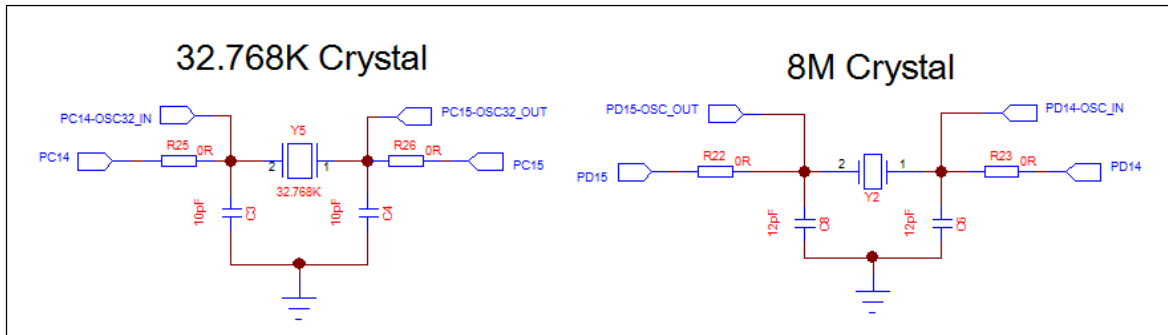 32.768K Crystal
PC14-OSC32_IN
PC15-OSC32_OUT
Y5
R25
0R
R26
0R
PC14
2
1
PC15
32.768K
10pF
C3
10pF
C4
8M Crystal
PD15-OSC_OUT
PD14-OSC_IN
R22
0R
2
1
R23
0R
PD15
Y2
PD14
12pF
C8
12pF
C6